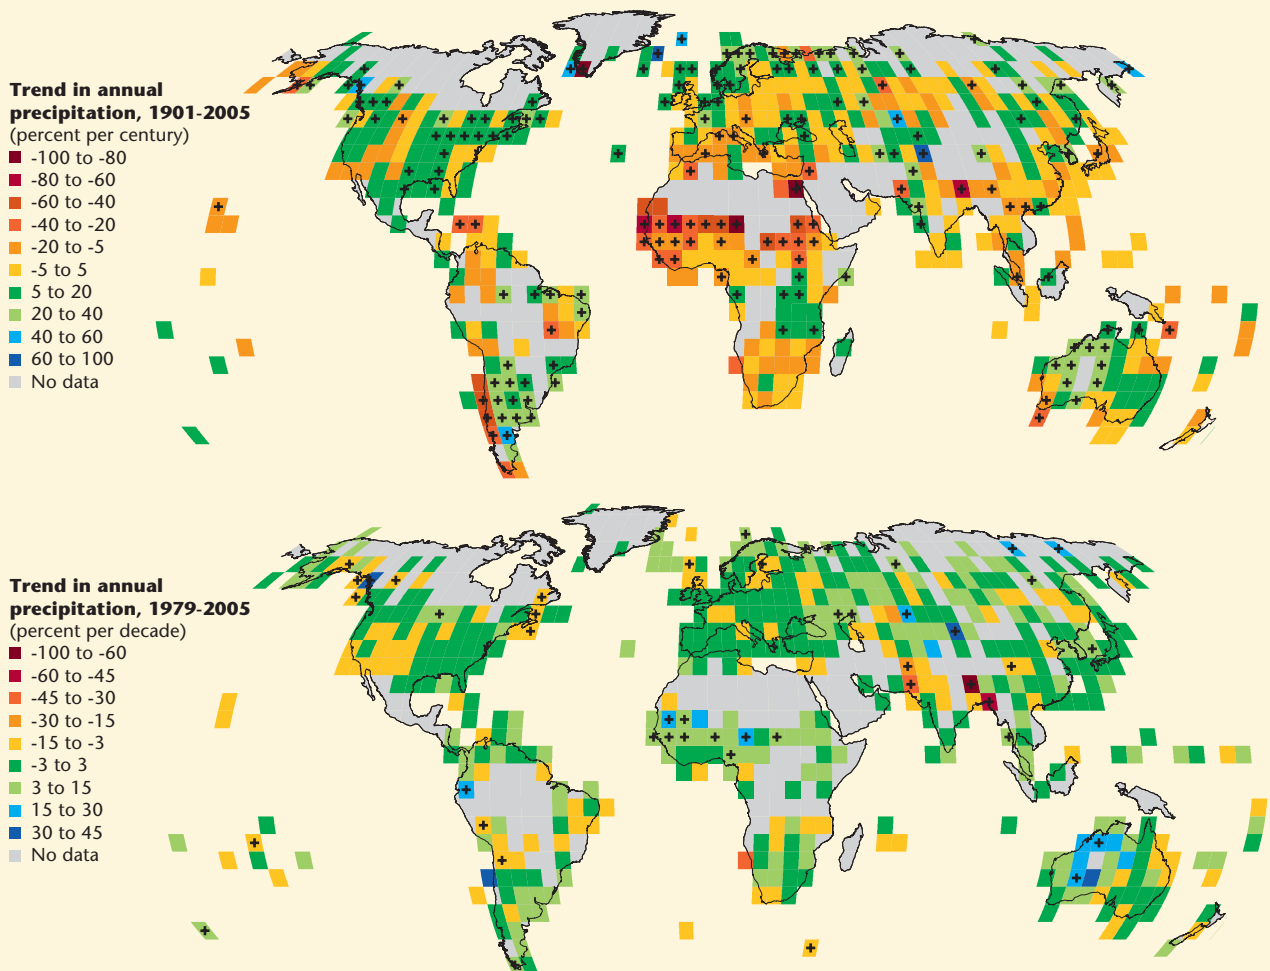 Trend in annual
precipitation, 1901-2005
(percent per century)
-100 to -80
-80 to -60
-60 to -40
-40 to -20
-20 to -5
-5 to 5
5 to 20
20 to 40
40 to 60
60 to 100
No data
Trend in annual
precipitation, 1979-2005
(percent per decade)
-100 to -60
-60 to -45
-45 to -30
-30 to -15
-15 to -3
-3 to 3
3 to 15
15 to 30
30 to 45
No data